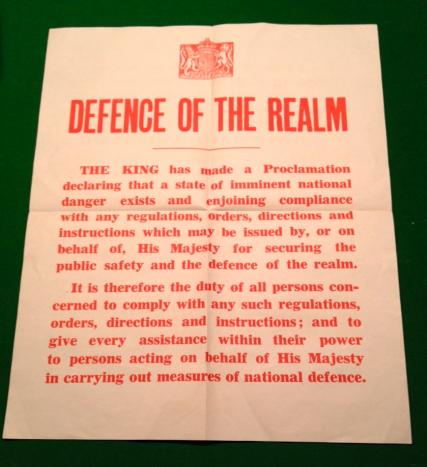 DEFENCE OF THE REALM
THE KING has made a Proclamation
declaring that a state of imminent national
danger exists and enjoining compliance
with any regulations, orders, directions and
instructions which may be issued by, or on
behalf of, His Majesty for securing the
public safety and the defence of the realm.
It is therefore the duty of all persons con-
cerned to comply with any such regulations,
orders, directions and instructions; and to
give every assistance within their power
to persons acting on behalf of His Majesty
in carrying out measures of national defence.